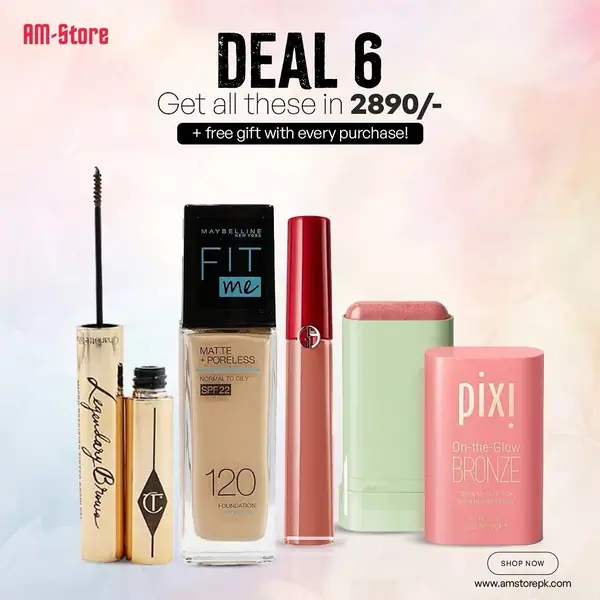 AM-Store
DEAL 6
Get all these in 2890/-
+ free gift with every purchase!
Legendary Brows
CT
MAYBELLINE
NEW YORK
FIT
me
MATTE
+PORELESS
NORMAL TO OILY
SPF 22
120
FOUNDATION
pixi
On-the-Glow
BRONZE
SHOP NOW
www.amstorepk.com